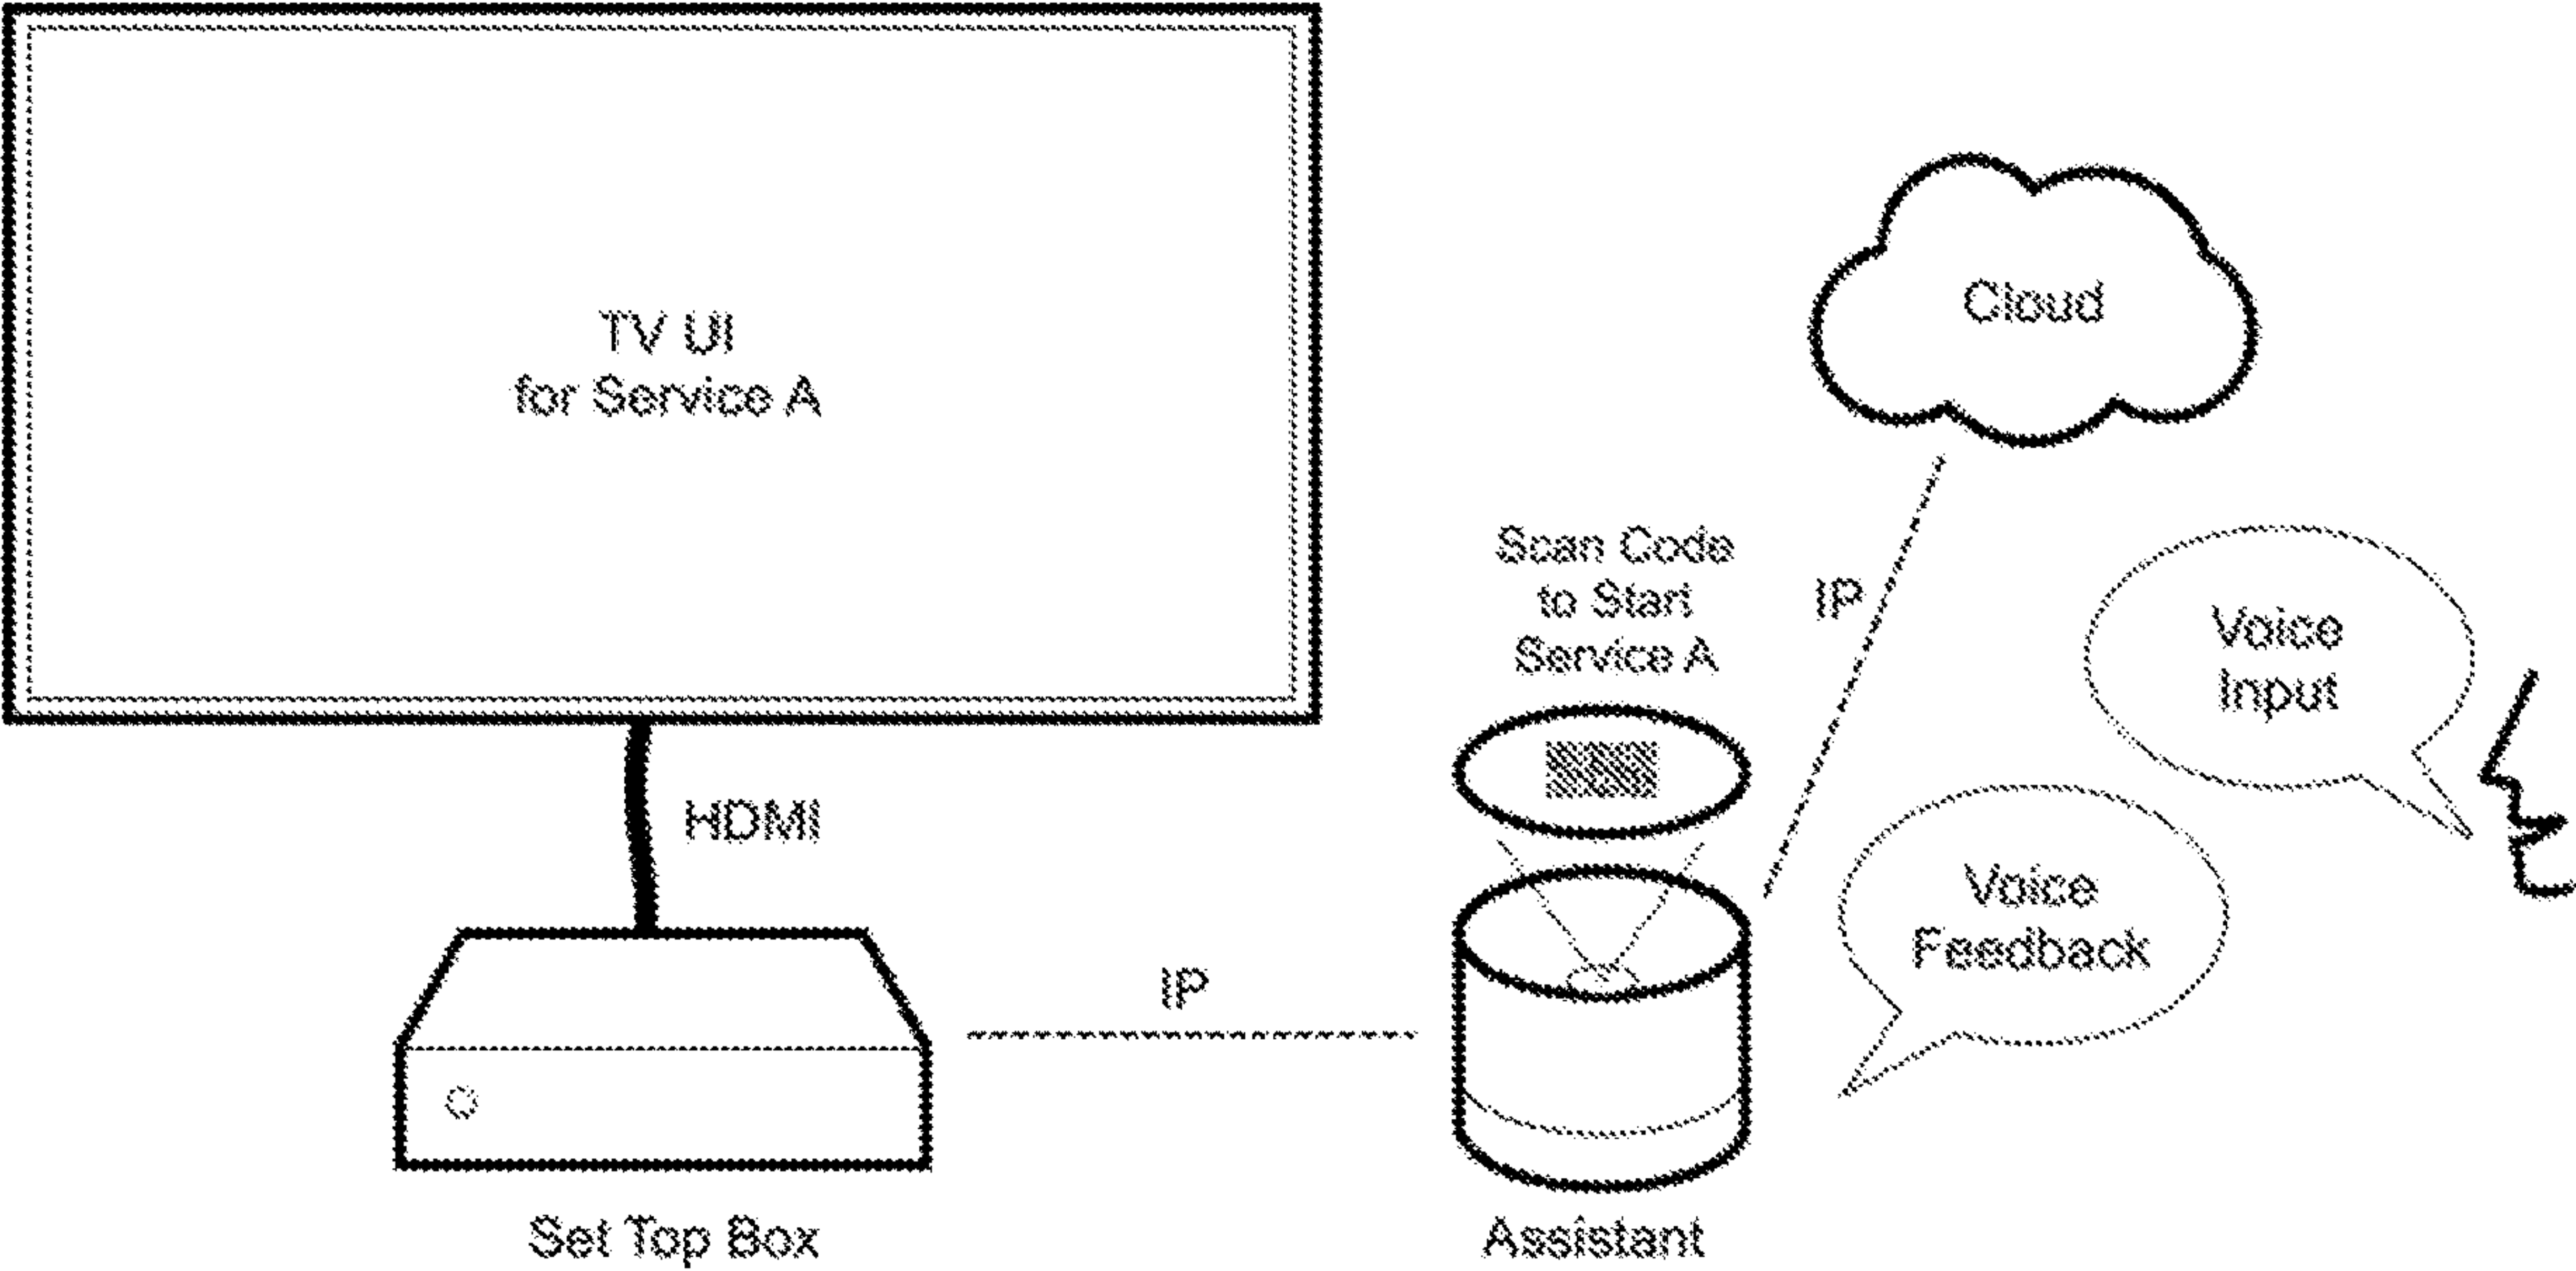 TV UI
for Service A
Cloud
Scan Code
to Start
Service A
IP
Voice
Input
HDMI
Voice
Feedback
IP
Set Top Box
Assistant